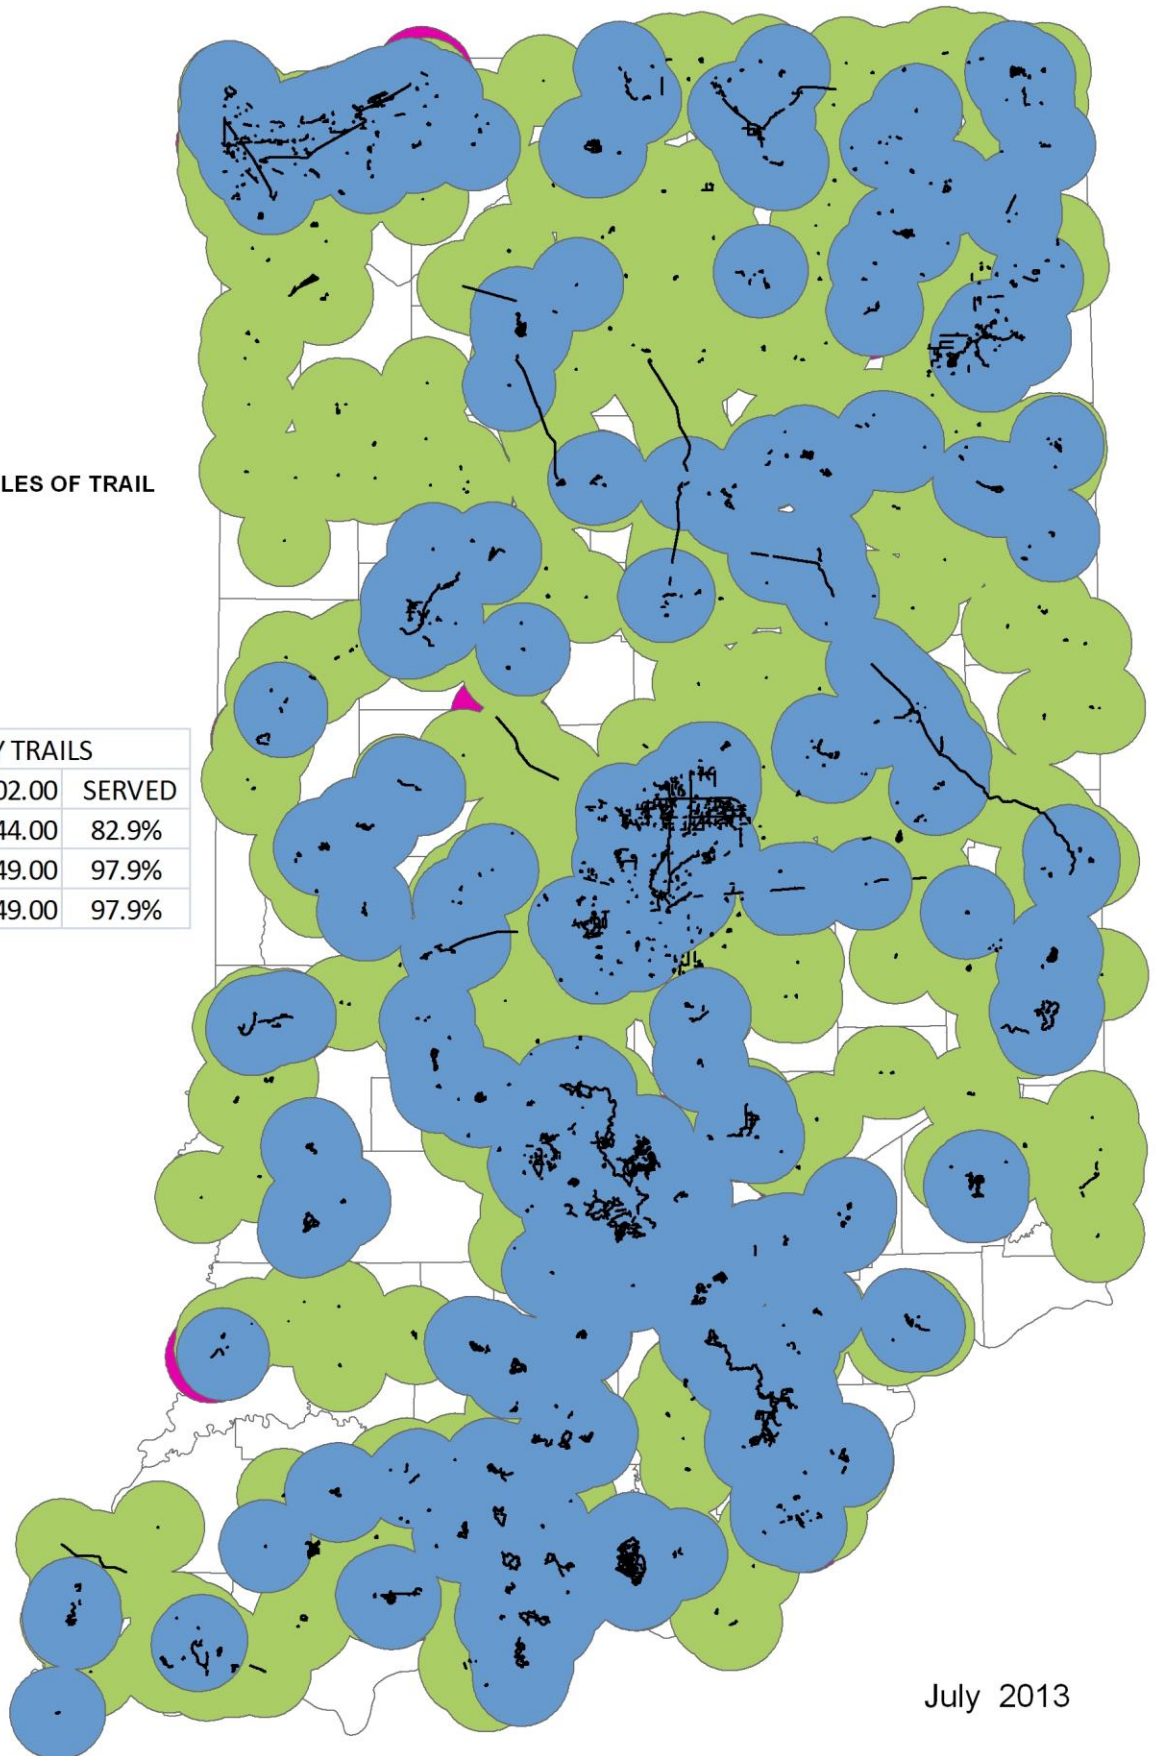 LES OF TRAIL
Y TRAILS
02.00 SERVED
44.00 82.9%
49.00 97.9%
49.00 97.9%
July 2013